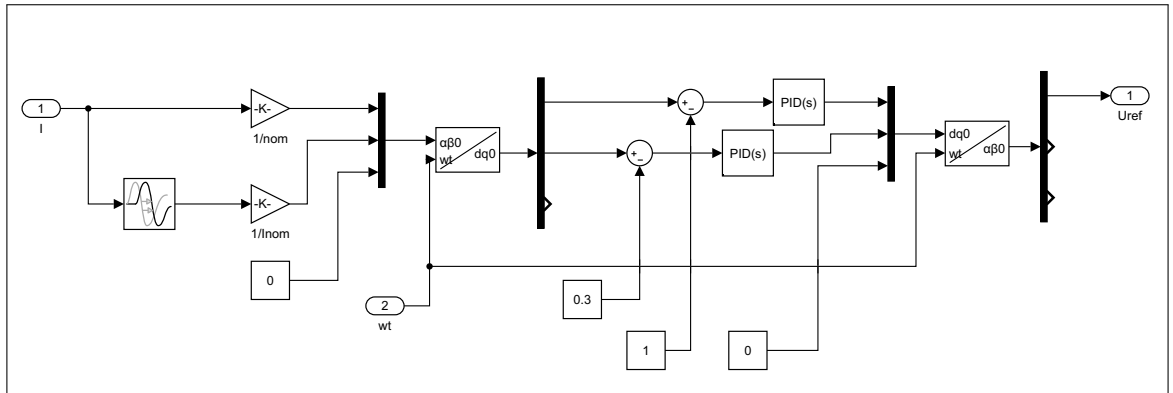 1
I
-K-
1/nom
-K-
1/Inom
0
2
wt
αβ0
wt
dq0
+
−
+
−
0.3
1
0
PID(s)
PID(s)
dq0
wt
αβ0
1
Uref